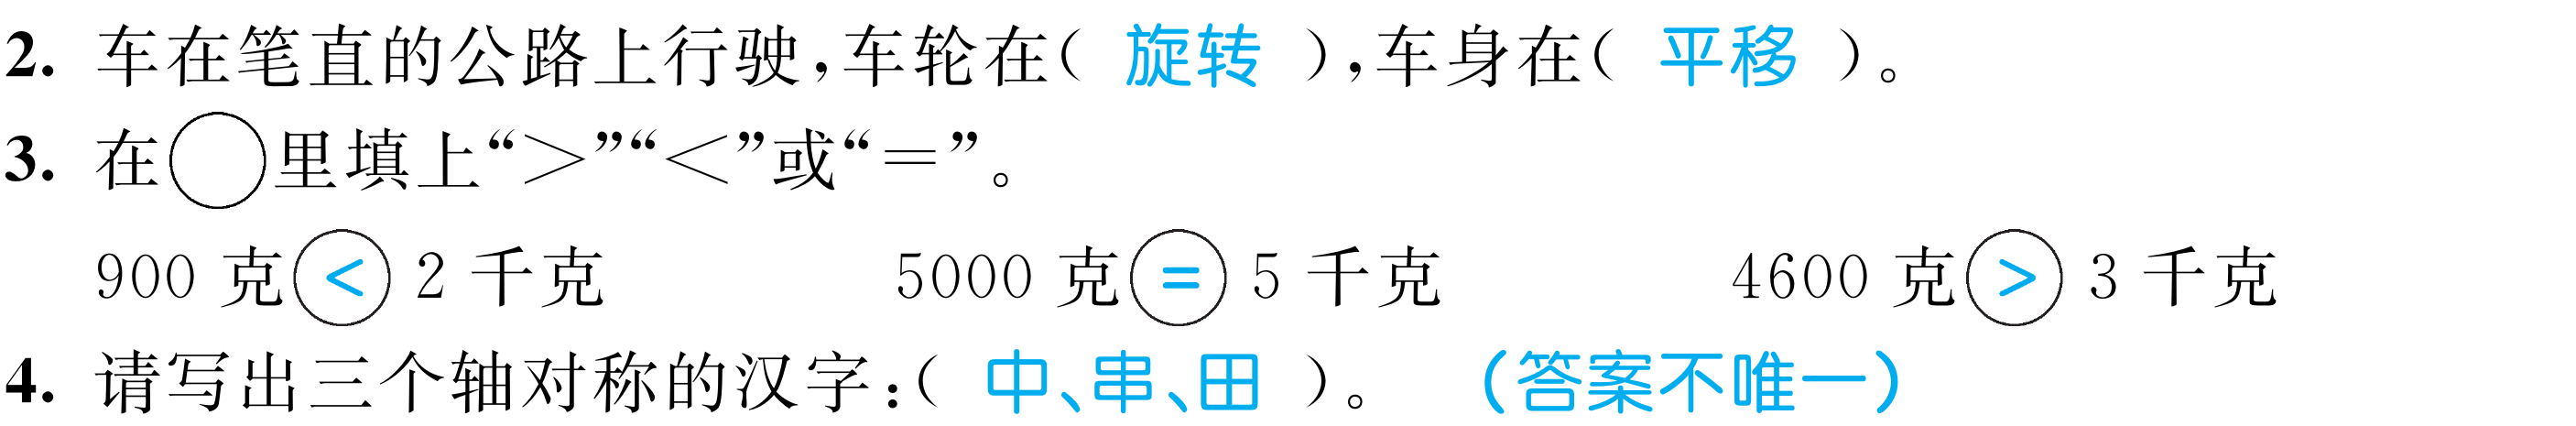 2. 车在笔直的公路上行驶,车轮在( 旋转 ),车身在( 平移 )。
3. 在○里填上“>”“<”或“=”。
900 克 < 2 千克 5000 克 = 5 千克 4600 克 > 3 千克
4. 请写出三个轴对称的汉字:( 中、串、田 )。 (答案不唯一)